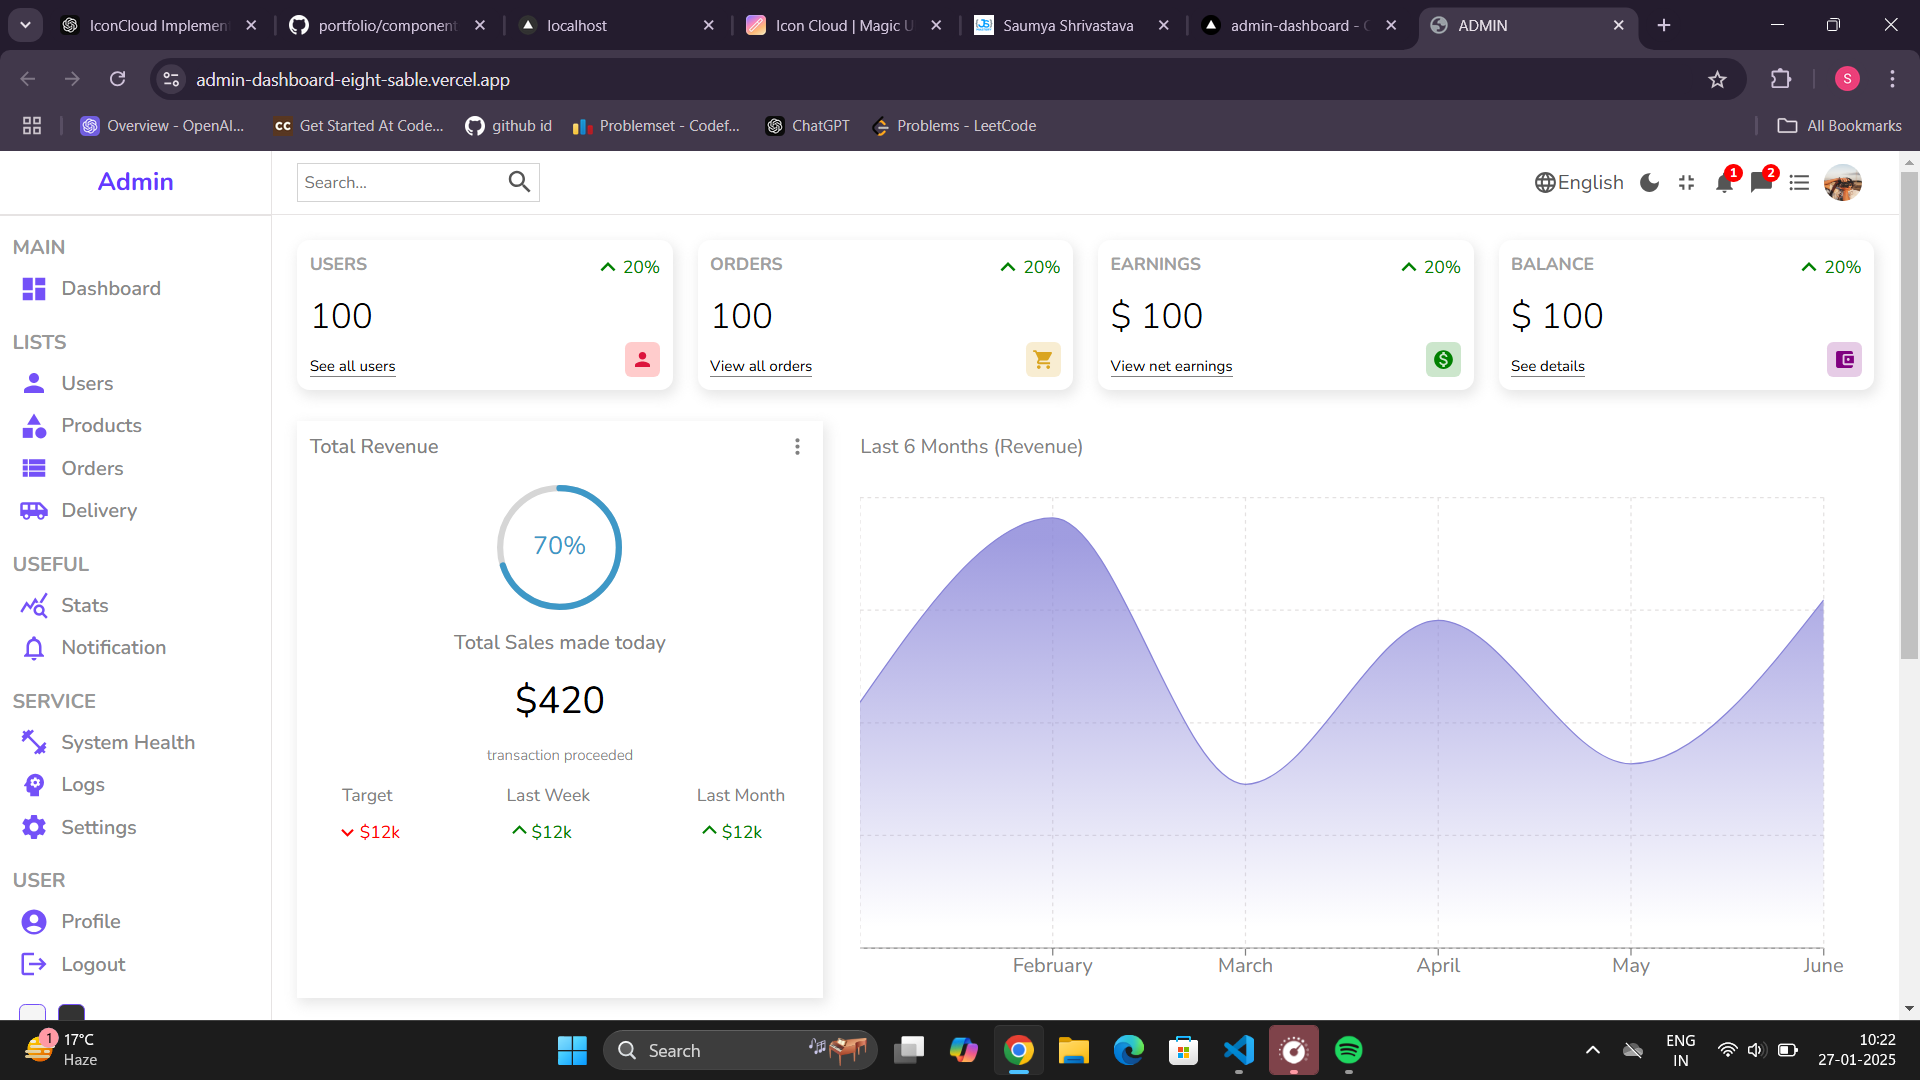 IconCloud Implement
portfolio/component
localhost
Icon Cloud | Magic U
Saumya Shrivastava
admin-dashboard -
ADMIN
admin-dashboard-eight-sable.vercel.app
S
Overview - OpenAI...
CC Get Started At Code...
github id
Problemset - Codef...
ChatGPT
Problems - LeetCode
All Bookmarks
Admin
Search...
English
1
2
MAIN
Dashboard
LISTS
Users
Products
Orders
Delivery
USEFUL
Stats
Notification
SERVICE
System Health
Logs
Settings
USER
Profile
Logout
USERS
20%
100
See all users
ORDERS
20%
100
View all orders
EARNINGS
20%
$ 100
View net earnings
BALANCE
20%
$ 100
See details
Total Revenue
70%
Total Sales made today
$420
transaction proceeded
Target
Last Week
Last Month
$12k
$12k
$12k
Last 6 Months (Revenue)
February
March
April
May
June
1
17°C
Haze
Search
ENG
IN
10:22
27-01-2025